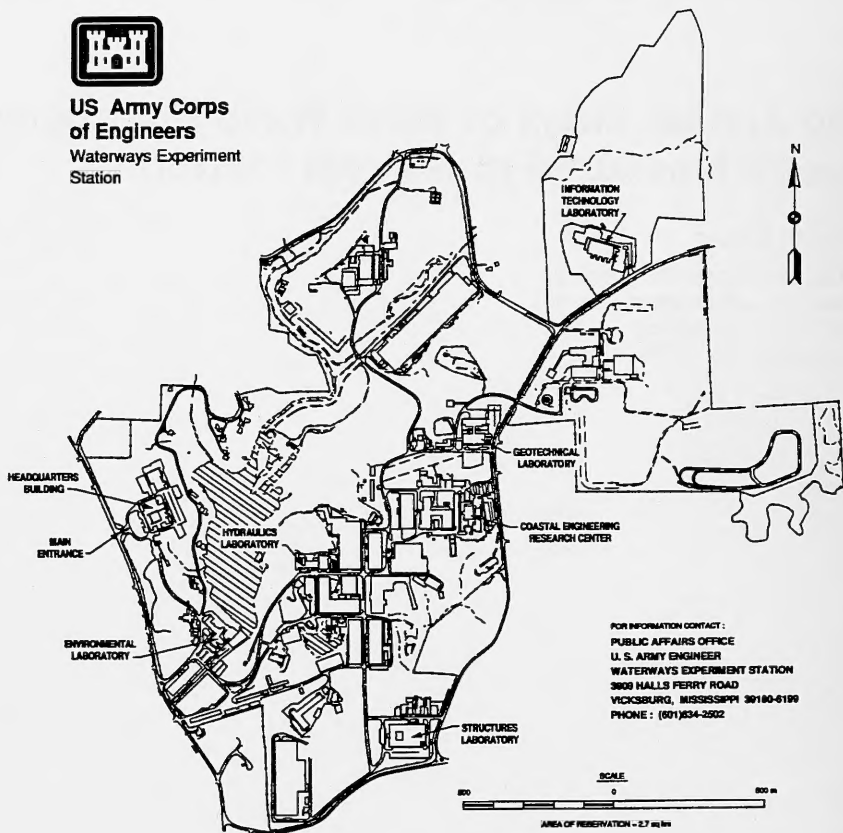 US Army Corps
of Engineers
Waterways Experiment
Station
N
INFORMATION
TECHNOLOGY
LABORATORY
GEOTECHNICAL
LABORATORY
HEADQUARTERS
BUILDING
MAIN
ENTRANCE
HYDRAULICS
LABORATORY
COASTAL ENGINEERING
RESEARCH CENTER
ENVIRONMENTAL
LABORATORY
STRUCTURES
LABORATORY
FOR INFORMATION CONTACT :
PUBLIC AFFAIRS OFFICE
U. S. ARMY ENGINEER
WATERWAYS EXPERIMENT STATION
3909 HALLS FERRY ROAD
VICKSBURG, MISSISSIPPI 39180-6199
PHONE : (601)634-2502
SCALE
500 0 500 m
AREA OF RESERVATION - 2.7 sq km